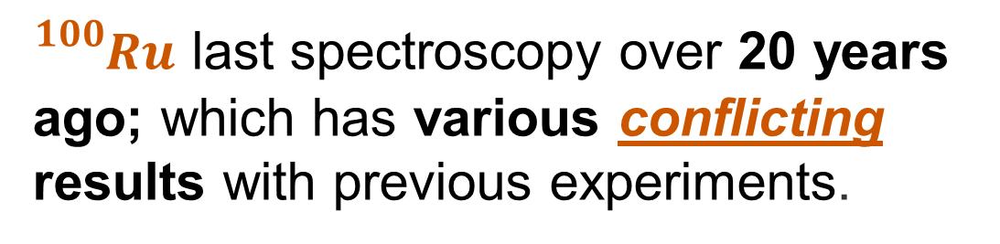 ¹⁰⁰Ru last spectroscopy over 20 years
ago; which has various conflicting
results with previous experiments.